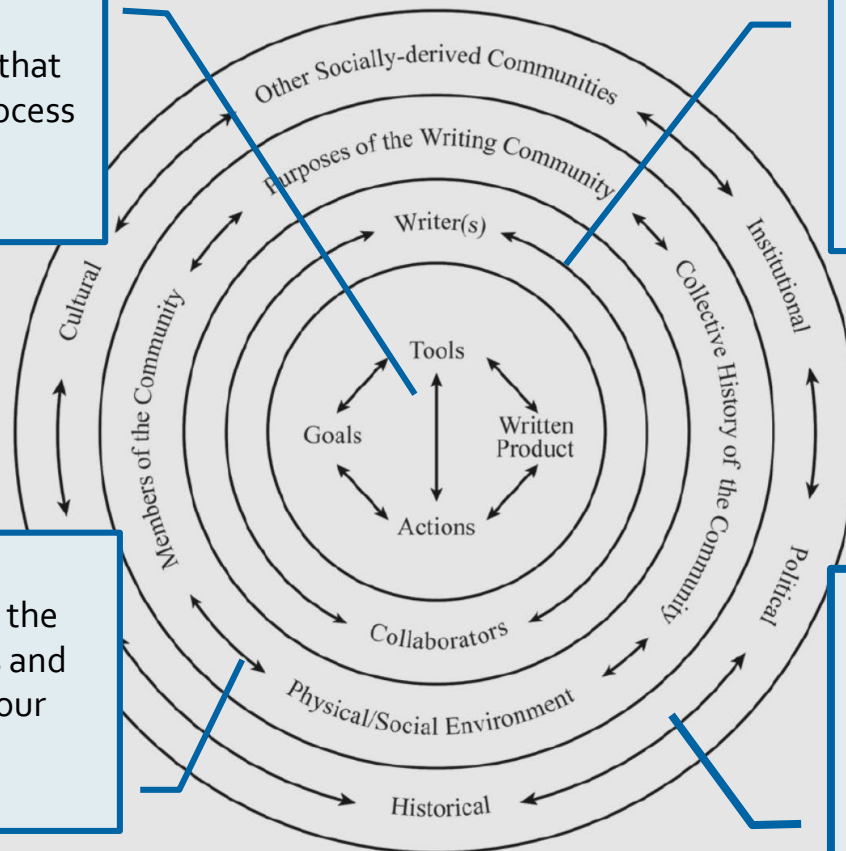 that
ocess
Other Socially-derived Communities
Purposes of the Writing Community
Writer(s)
Cultural
Institutional
Members of the Community
Collective History of the Community
Tools
Goals
Written
Product
Actions
Political
the
and
our
Collaborators
Physical/Social Environment
Historical